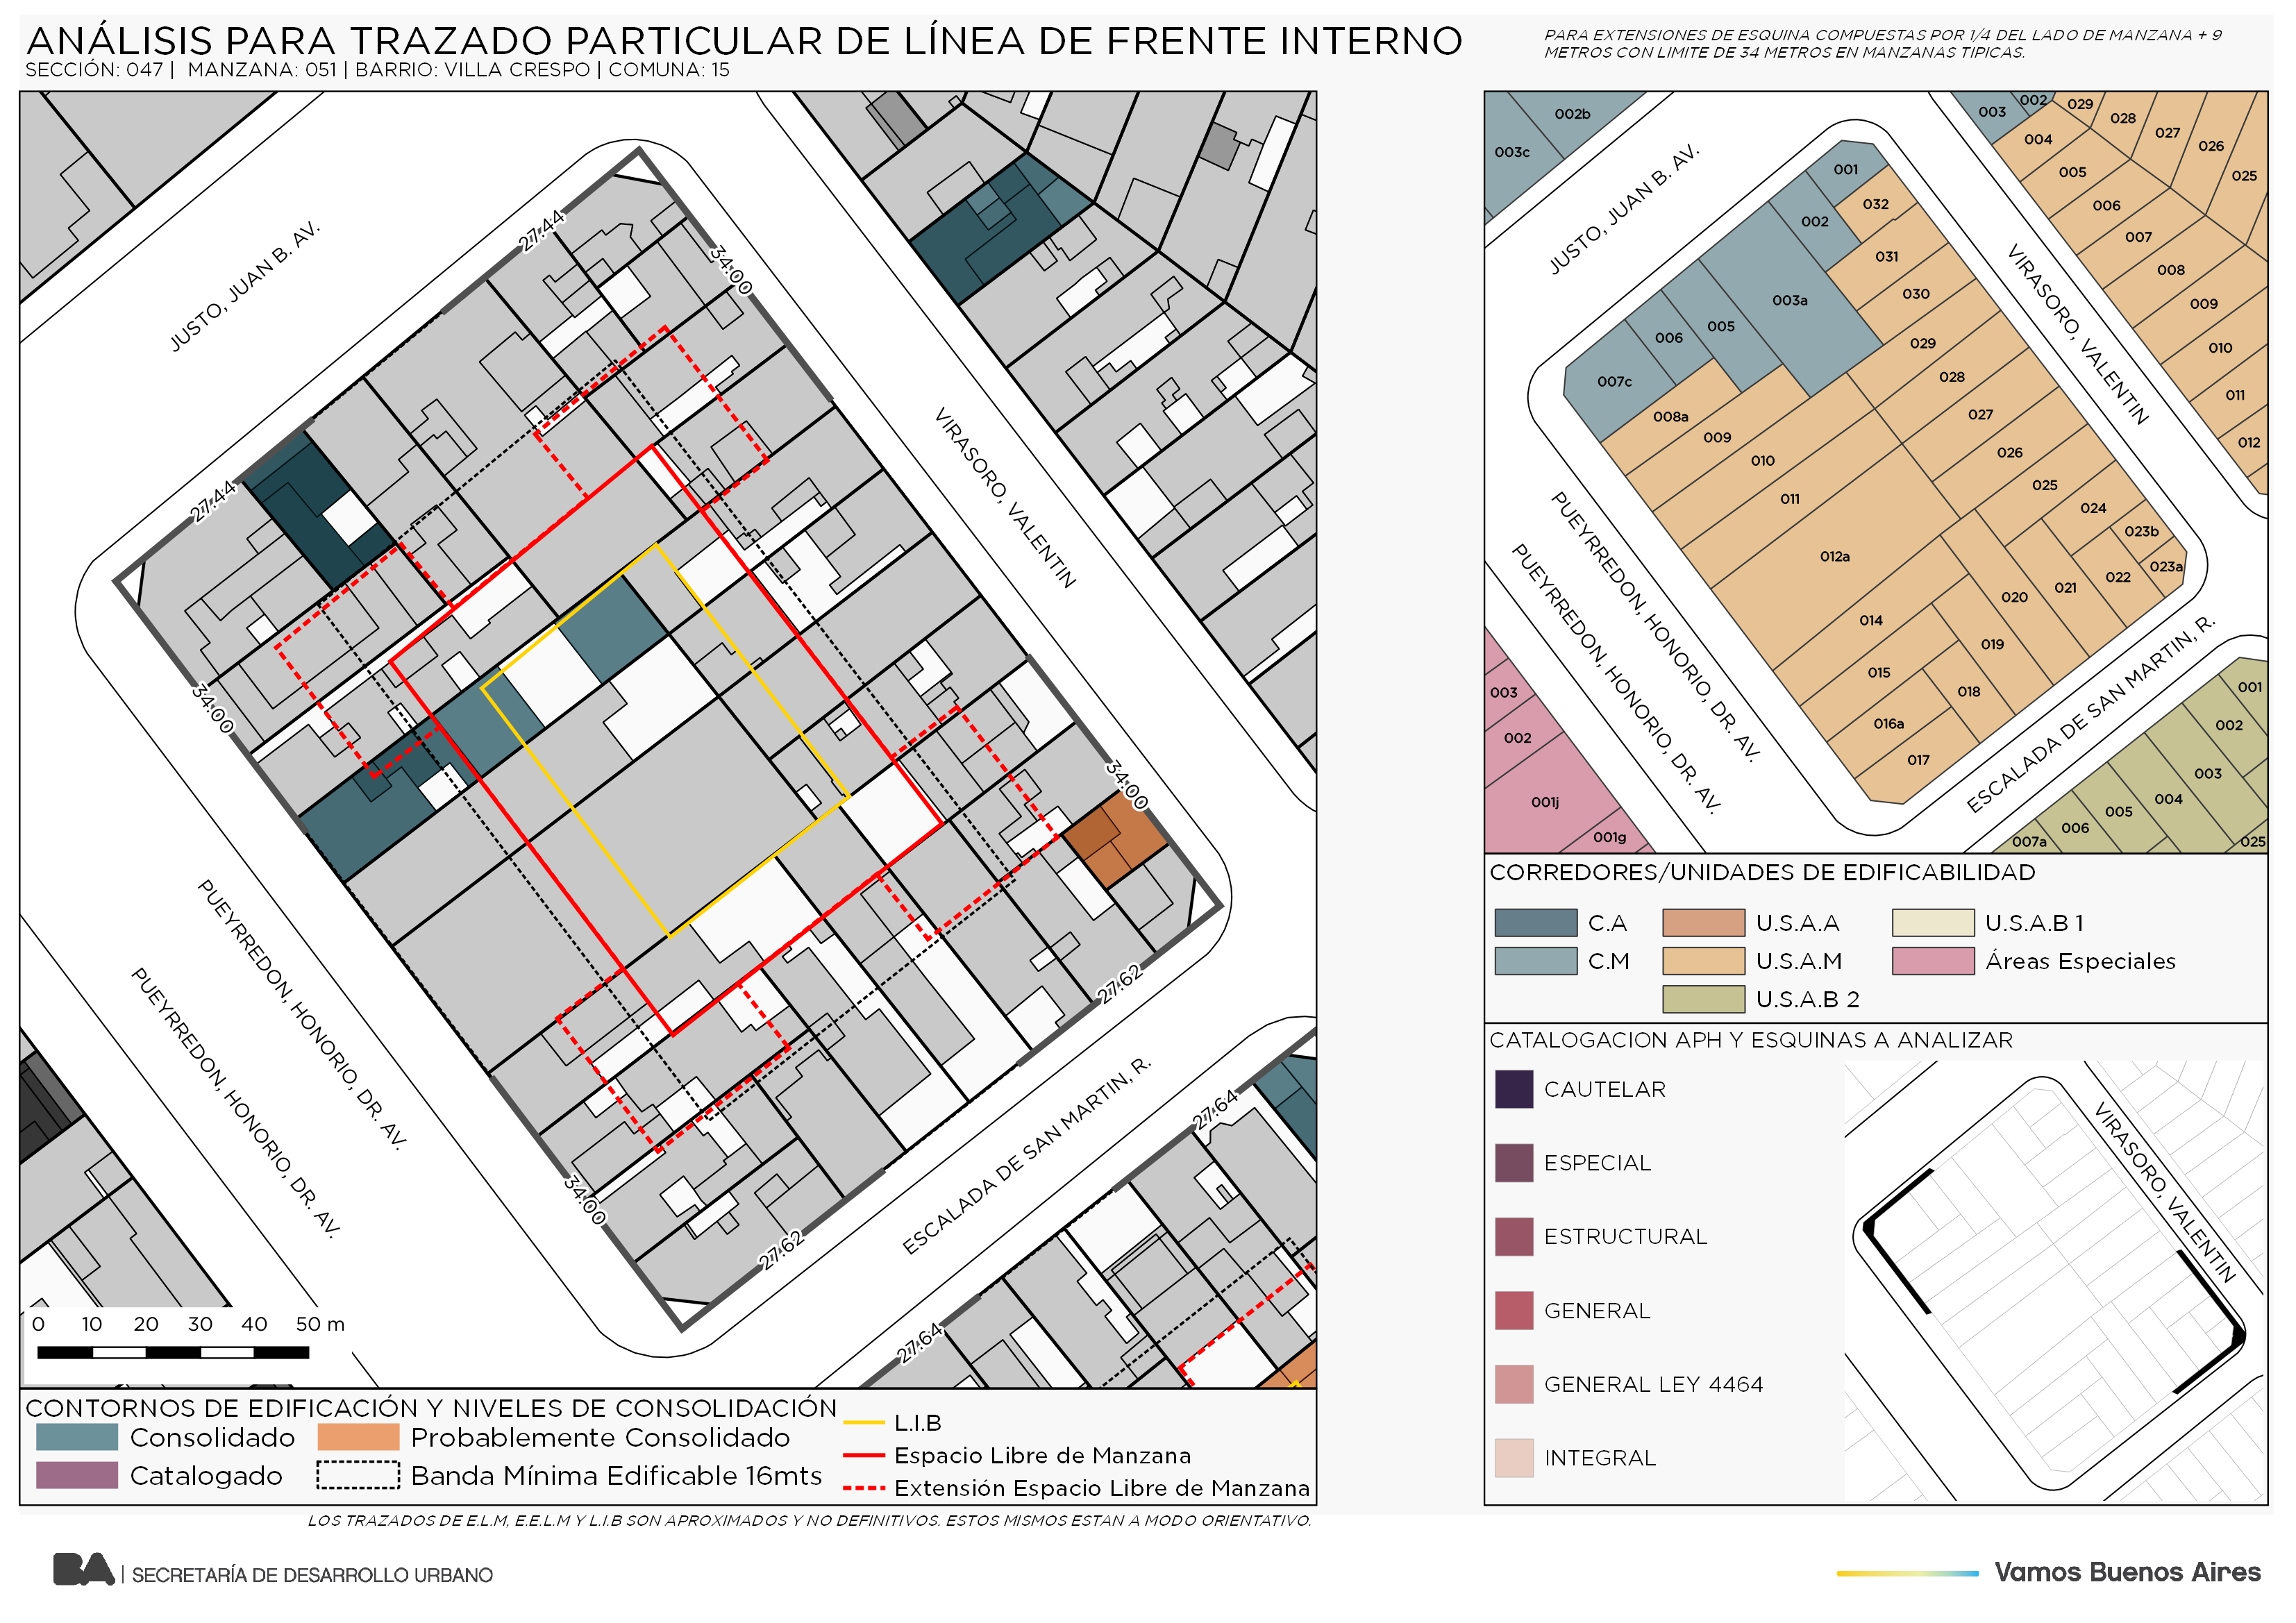 ANÁLISIS PARA TRAZADO PARTICULAR DE LÍNEA DE FRENTE INTERNO
SECCIÓN: 047 | MANZANA: 051 | BARRIO: VILLA CRESPO | COMUNA: 15
PARA EXTENSIONES DE ESQUINA COMPUESTAS POR 1/4 DEL LADO DE MANZANA + 9
METROS CON LIMITE DE 34 METROS EN MANZANAS TIPICAS.
JUSTO, JUAN B. AV.
27.44
34.00
27.44
34.00
VIRASORO, VALENTIN
34.00
27.62
PUEYRREDON, HONORIO, DR. AV.
PUEYRREDON, HONORIO, DR. AV.
34.00
27.62
ESCALADA DE SAN MARTIN, R.
27.64
27.64
0 10 20 30 40 50 m
CONTORNOS DE EDIFICACIÓN Y NIVELES DE CONSOLIDACIÓN
Consolidado
Probablemente Consolidado
Catalogado
Banda Mínima Edificable 16mts
L.I.B
Espacio Libre de Manzana
Extensión Espacio Libre de Manzana
LOS TRAZADOS DE E.L.M, E.E.L.M Y L.I.B SON APROXIMADOS Y NO DEFINITIVOS. ESTOS MISMOS ESTAN A MODO ORIENTATIVO.
002b
003c
JUSTO, JUAN B. AV.
003
002
029
028
027
026
025
004
005
006
007
008
009
010
011
012
VIRASORO, VALENTIN
001
032
002
031
003a
030
005
006
029
007c
028
008a
027
009
026
010
025
011
024
023b
012a
023a
022
021
020
014
019
015
018
016a
017
PUEYRREDON, HONORIO, DR. AV.
PUEYRREDON, HONORIO, DR. AV.
ESCALADA DE SAN MARTIN, R.
003
002
001j
001g
001
002
003
004
005
006
007a
025
CORREDORES/UNIDADES DE EDIFICABILIDAD
C.A
U.S.A.A
U.S.A.B 1
C.M
U.S.A.M
Áreas Especiales
U.S.A.B 2
CATALOGACION APH Y ESQUINAS A ANALIZAR
CAUTELAR
ESPECIAL
ESTRUCTURAL
GENERAL
GENERAL LEY 4464
INTEGRAL
VIRASORO, VALENTIN
BA | SECRETARÍA DE DESARROLLO URBANO
Vamos Buenos Aires